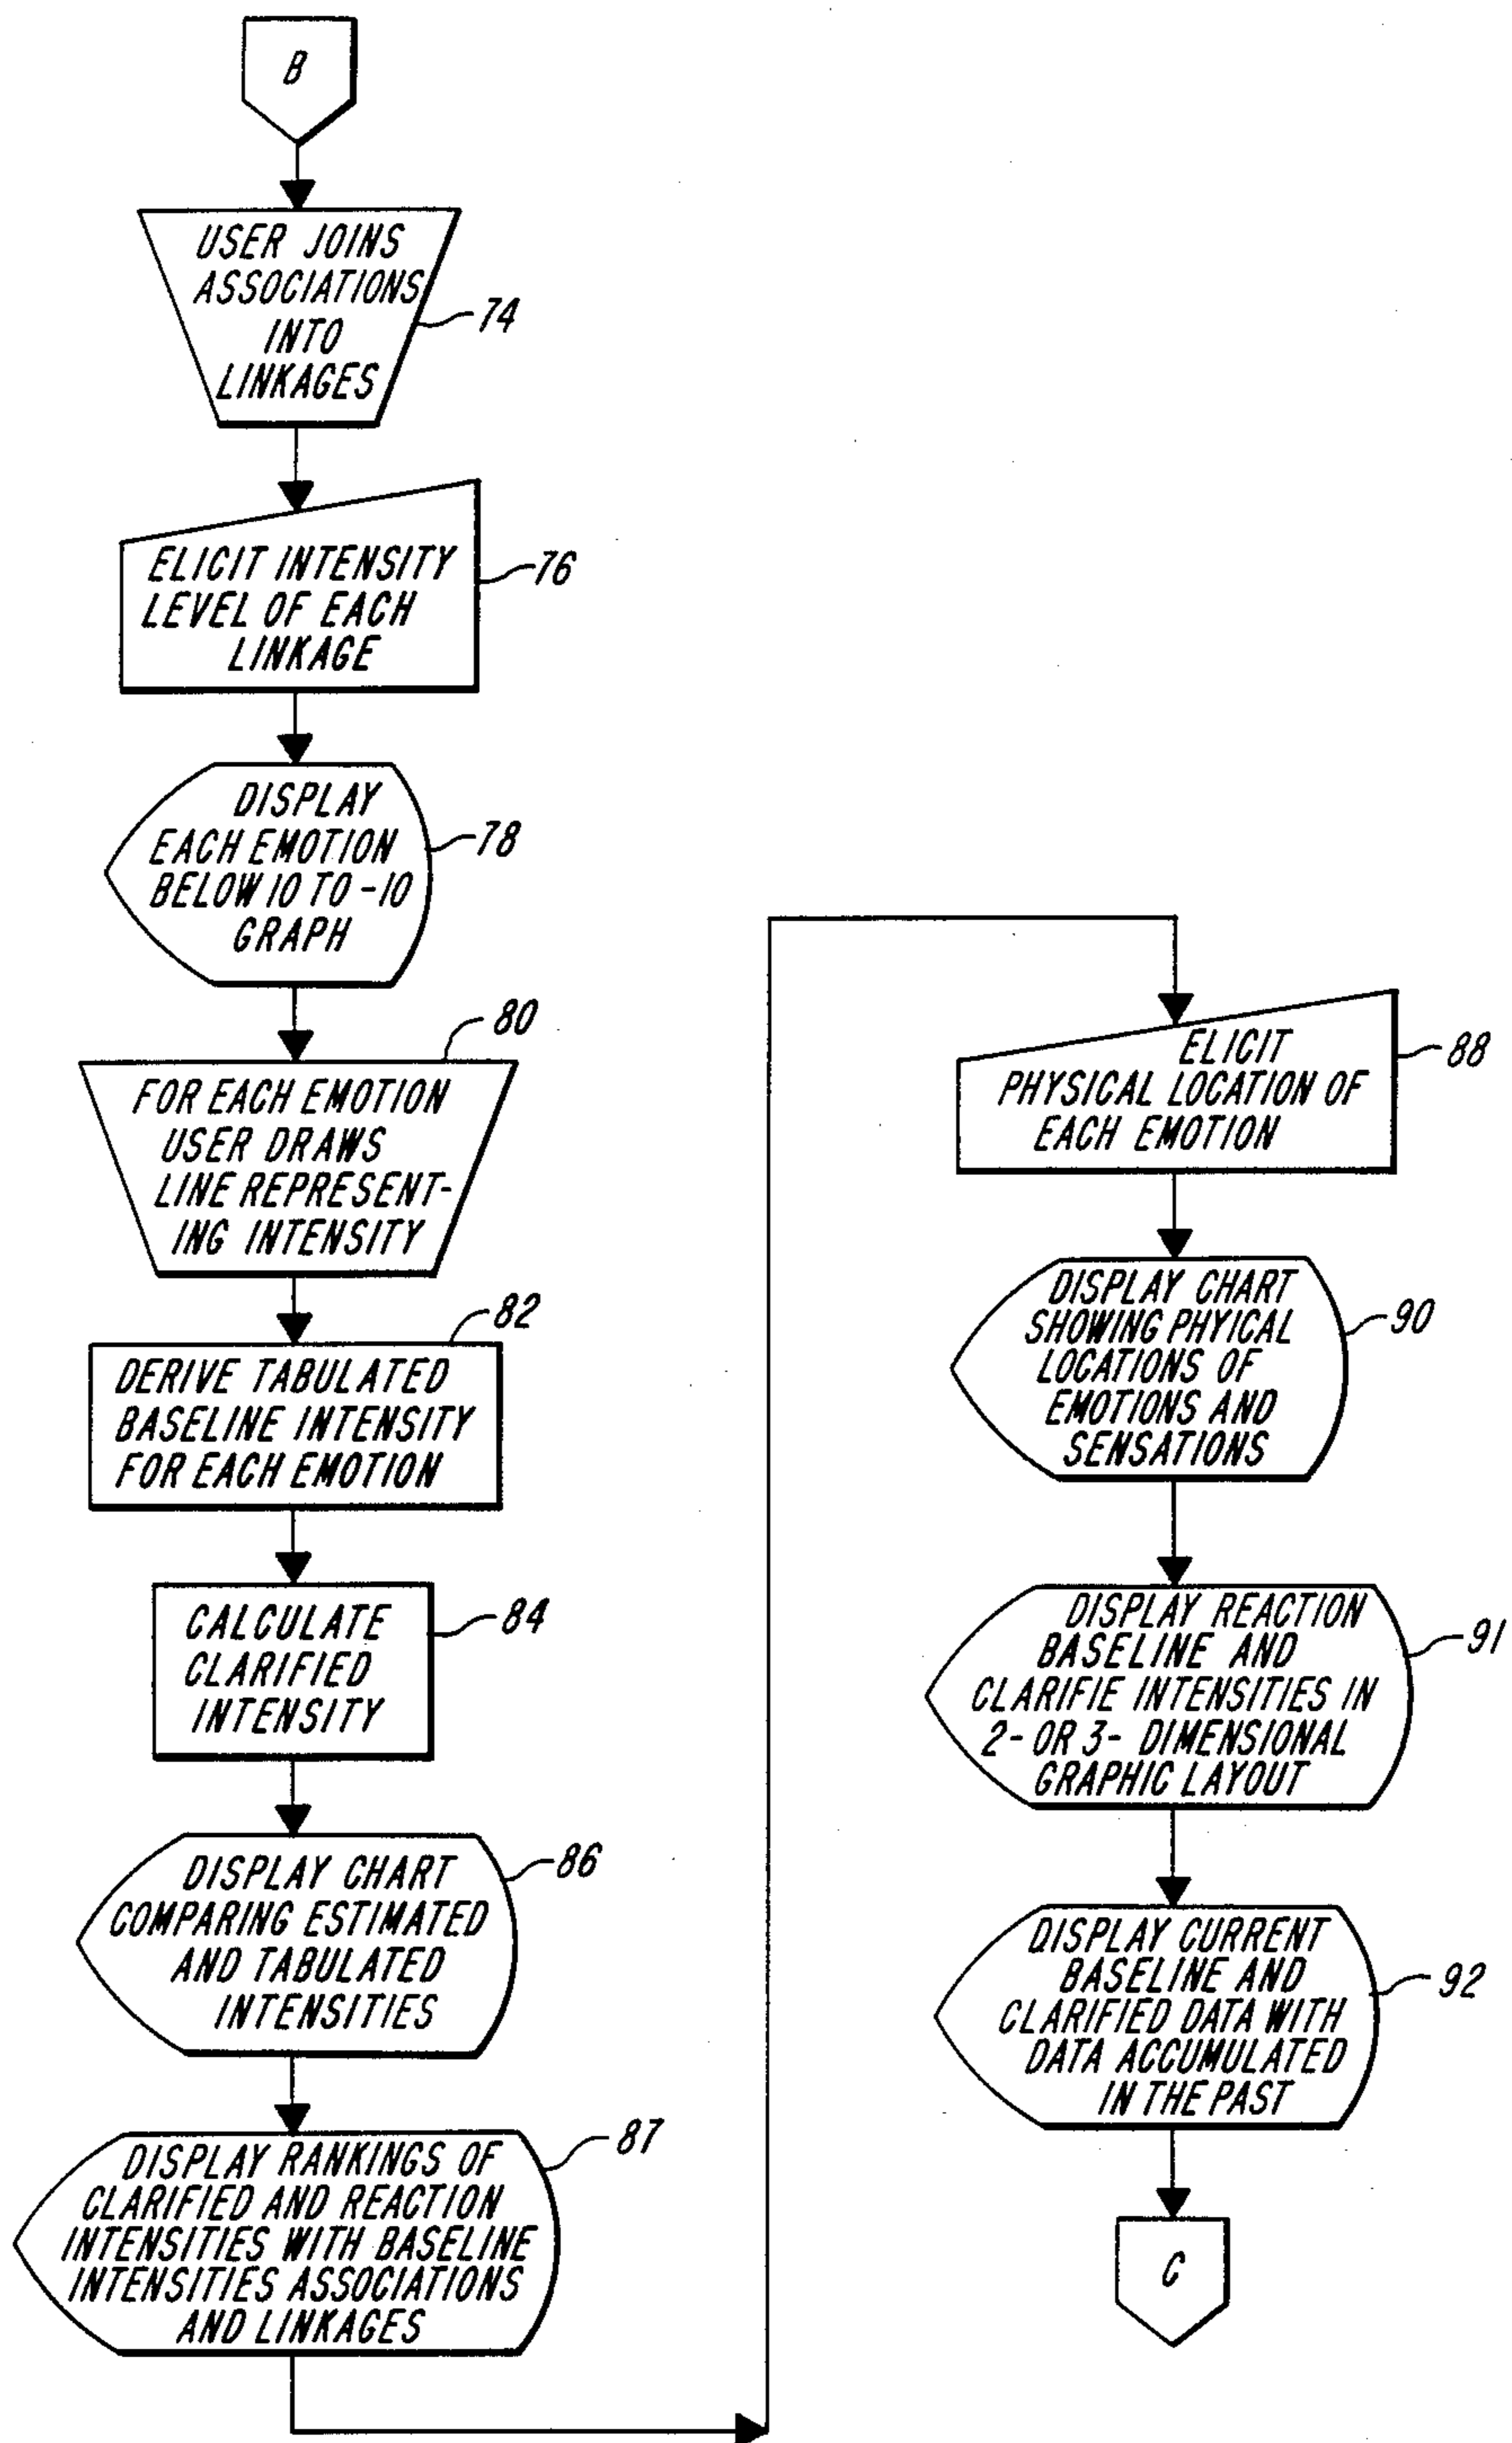 B
USER JOINS
ASSOCIATIONS
INTO
LINKAGES
74
ELICIT INTENSITY
LEVEL OF EACH
LINKAGE
76
DISPLAY
EACH EMOTION
BELOW 10 TO -10
GRAPH
78
80
FOR EACH EMOTION
USER DRAWS
LINE REPRESENT-
ING INTENSITY
82
DERIVE TABULATED
BASELINE INTENSITY
FOR EACH EMOTION
CALCULATE
CLARIFIED
INTENSITY
84
DISPLAY CHART
COMPARING ESTIMATED
AND TABULATED
INTENSITIES
86
DISPLAY RANKINGS OF
CLARIFIED AND REACTION
INTENSITIES WITH BASELINE
INTENSITIES ASSOCIATIONS
AND LINKAGES
87
ELICIT
PHYSICAL LOCATION OF
EACH EMOTION
88
DISPLAY CHART
SHOWING PHYICAL
LOCATIONS OF
EMOTIONS AND
SENSATIONS
90
DISPLAY REACTION
BASELINE AND
CLARIFIE INTENSITIES IN
2- OR 3- DIMENSIONAL
GRAPHIC LAYOUT
91
DISPLAY CURRENT
BASELINE AND
CLARIFIED DATA WITH
DATA ACCUMULATED
IN THE PAST
92
C